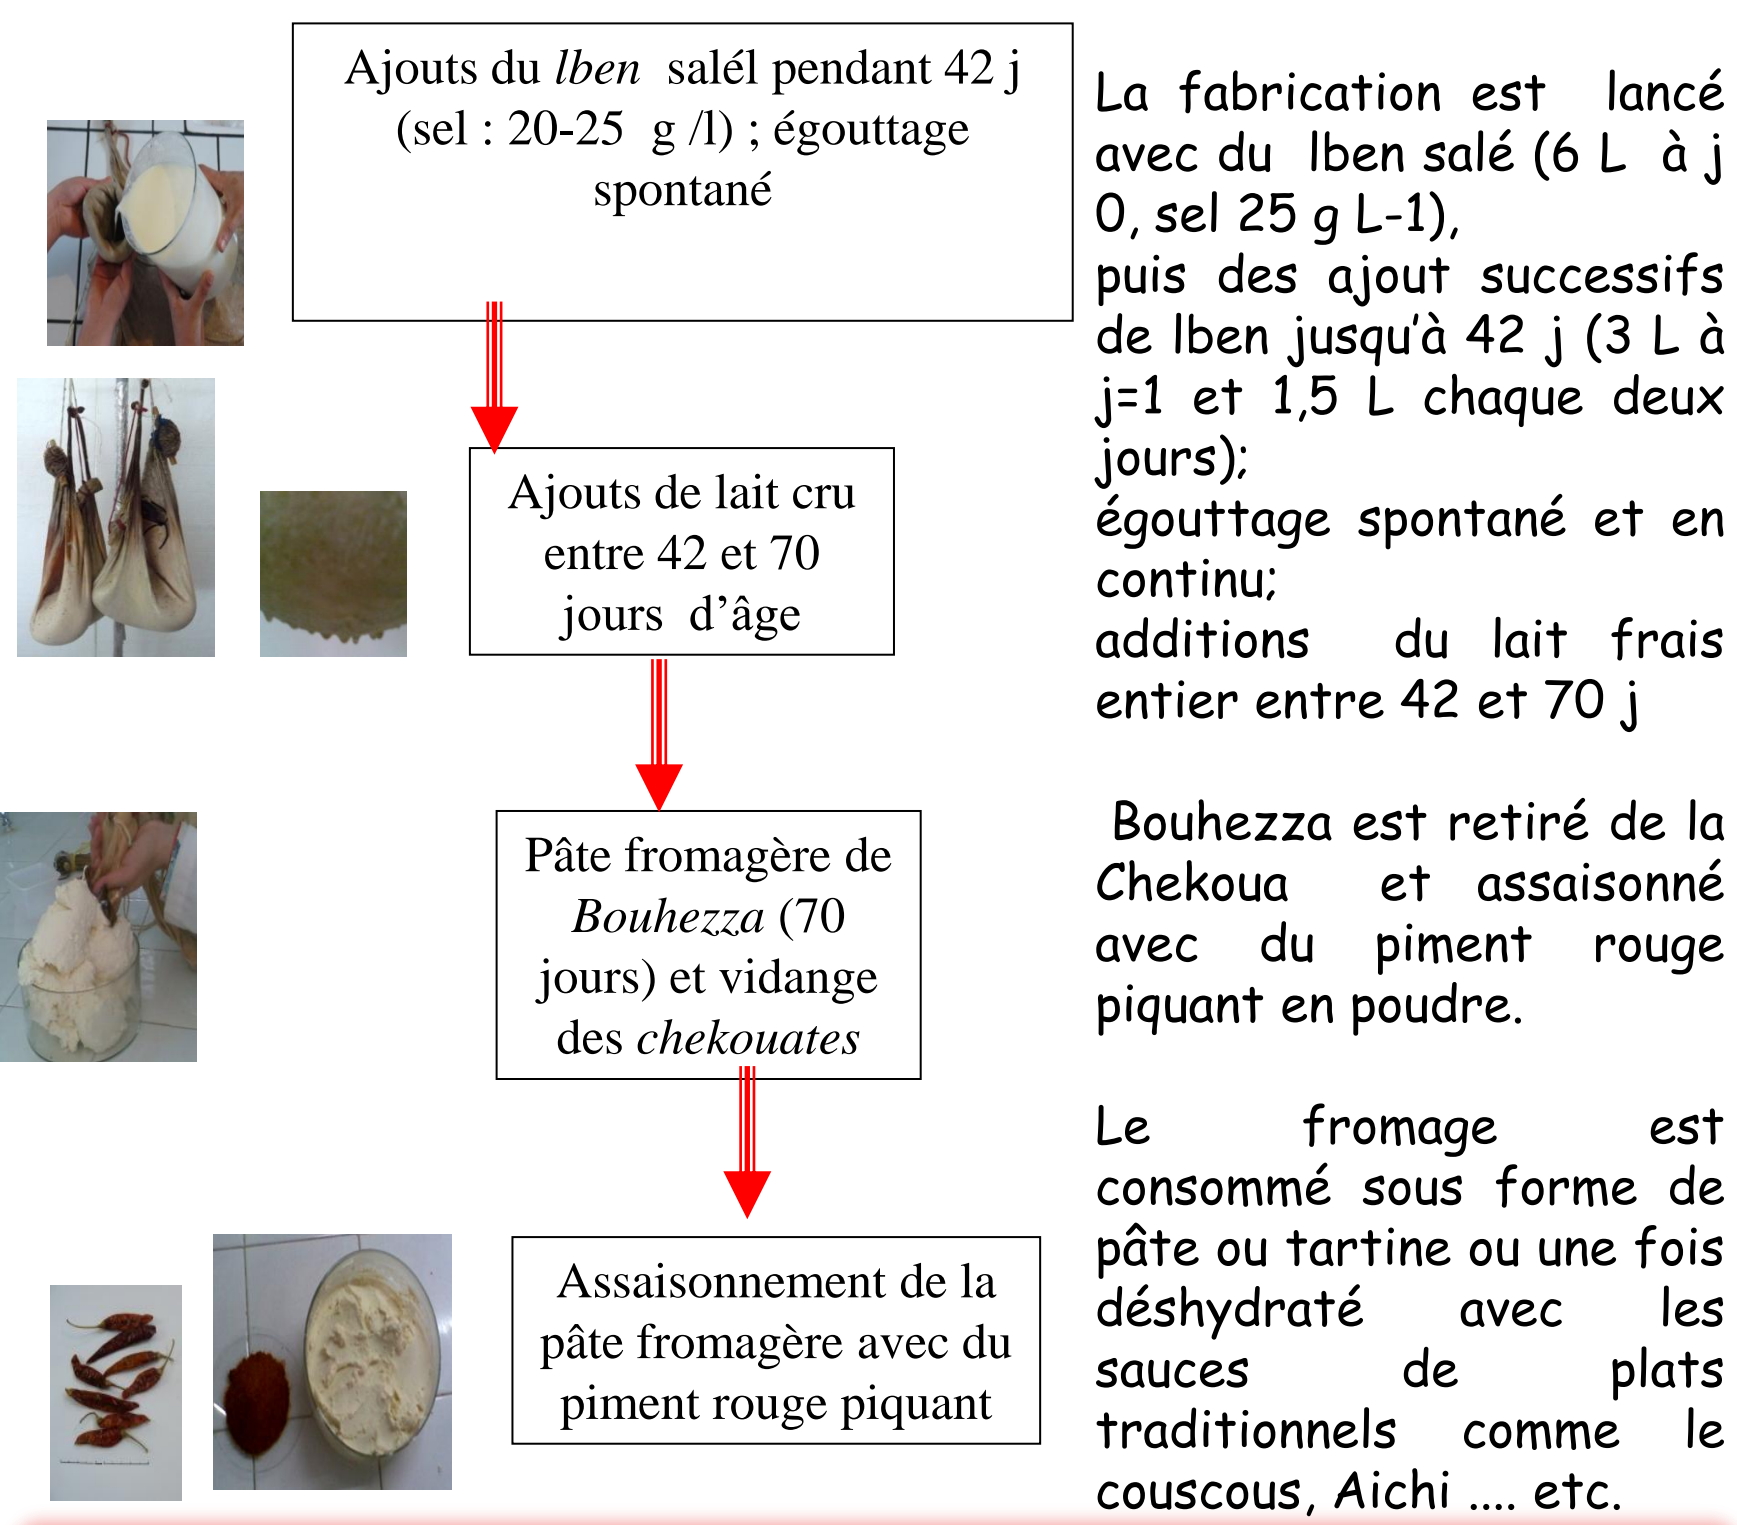 Ajouts du lben salél pendant 42 j
(sel : 20-25 g /l) ; égouttage
spontané
Ajouts de lait cru
entre 42 et 70
jours d’âge
Pâte fromagère de
Bouhezza (70
jours) et vidange
des chekouates
Assaisonnement de la
pâte fromagère avec du
piment rouge piquant
La fabrication est lancé
avec du lben salé (6 L à j
0, sel 25 g L-1),
puis des ajout successifs
de lben jusqu’à 42 j (3 L à
j=1 et 1,5 L chaque deux
jours);
égouttage spontané et en
continu;
additions du lait frais
entier entre 42 et 70 j
Bouhezza est retiré de la
Chekoua et assaisonné
avec du piment rouge
piquant en poudre.
Le fromage est
consommé sous forme de
pâte ou tartine ou une fois
déshydraté avec les
sauces de plats
traditionnels comme le
couscous, Aichi .... etc.